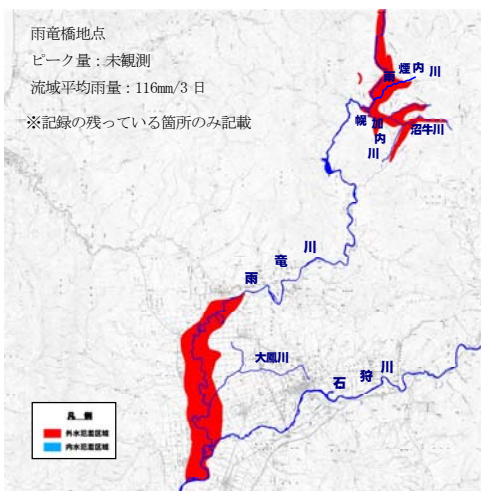 雨竜橋地点
ピーク量：未観測
流域平均雨量：116mm/3 日
※記録の残っている箇所のみ記載
雨煙内川
幌加内川
沼牛川
雨竜川
大鳳川
石狩川
凡 例
外水氾濫区域
内水氾濫区域